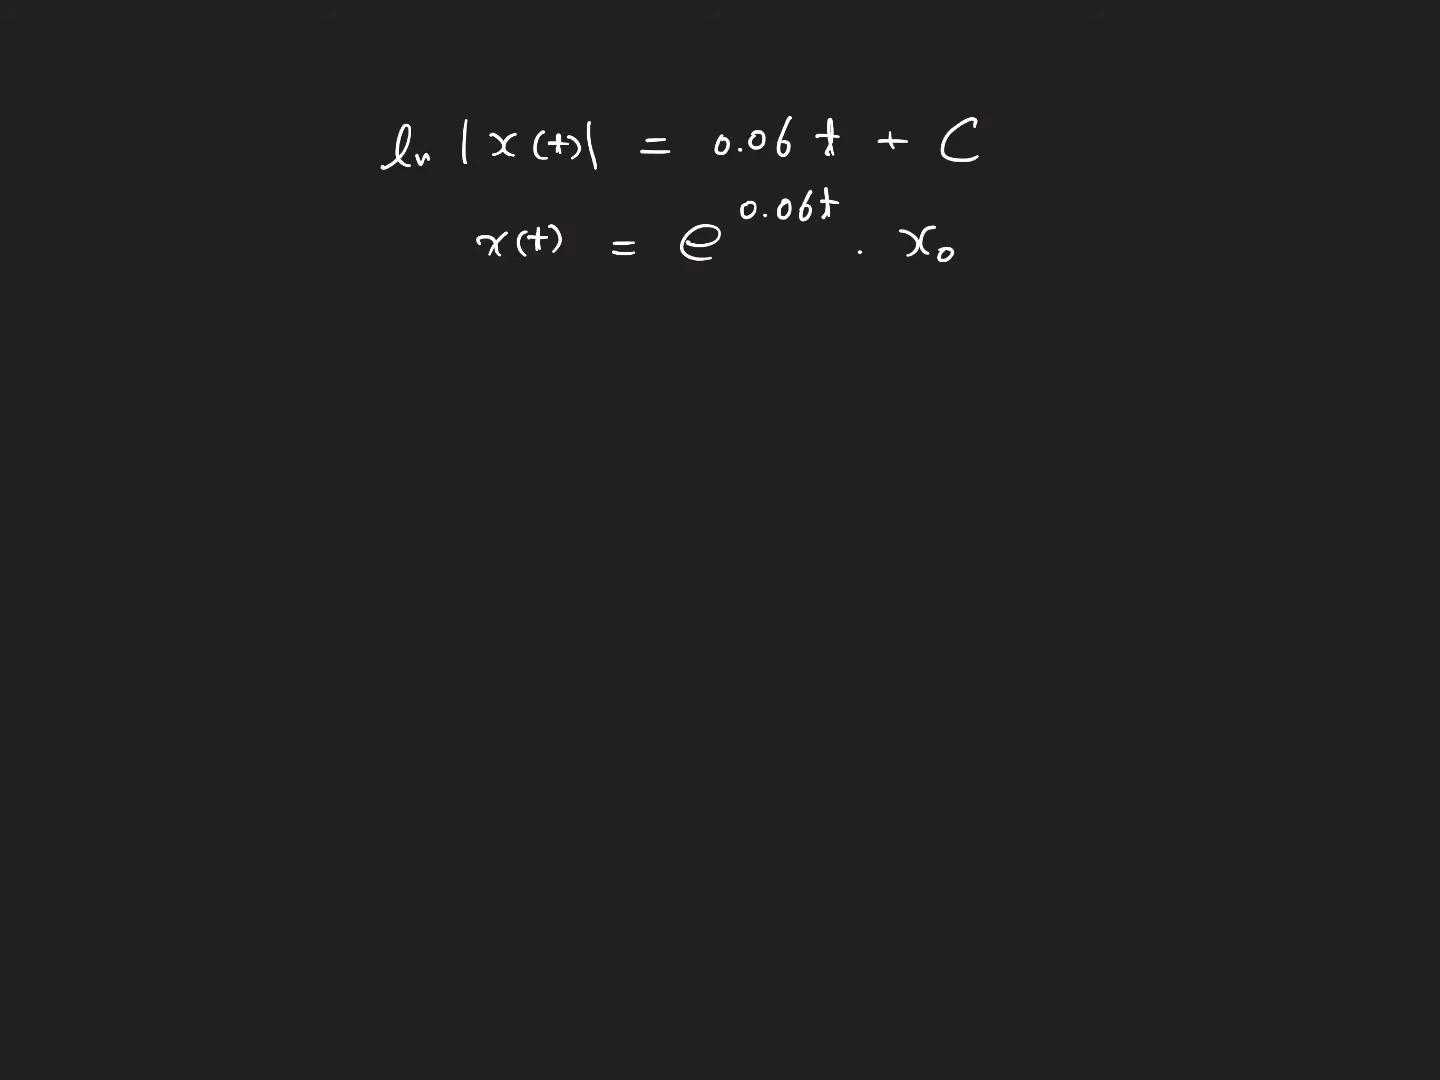 ln |x(t)| = 0.06 t + C
x(t) = e^{0.06t} · x₀